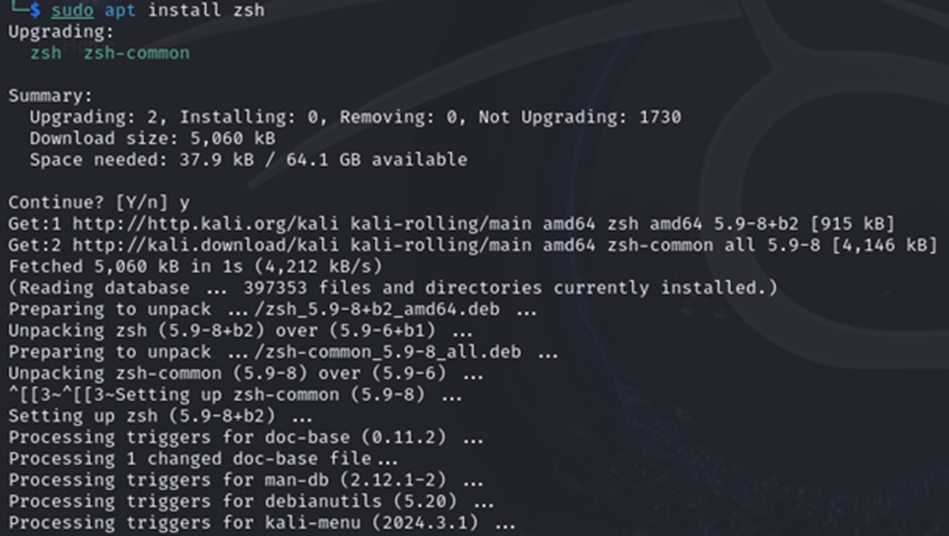 └─$ sudo apt install zsh
Upgrading:
  zsh  zsh-common

Summary:
  Upgrading: 2, Installing: 0, Removing: 0, Not Upgrading: 1730
  Download size: 5,060 kB
  Space needed: 37.9 kB / 64.1 GB available

Continue? [Y/n] y
Get:1 http://http.kali.org/kali kali-rolling/main amd64 zsh amd64 5.9-8+b2 [915 kB]
Get:2 http://kali.download/kali kali-rolling/main amd64 zsh-common all 5.9-8 [4,146 kB]
Fetched 5,060 kB in 1s (4,212 kB/s)
(Reading database ... 397353 files and directories currently installed.)
Preparing to unpack .../zsh_5.9-8+b2_amd64.deb ...
Unpacking zsh (5.9-8+b2) over (5.9-6+b1) ...
Preparing to unpack .../zsh-common_5.9-8_all.deb ...
Unpacking zsh-common (5.9-8) over (5.9-6) ...
^[[3~^[[3~Setting up zsh-common (5.9-8) ...
Setting up zsh (5.9-8+b2) ...
Processing triggers for doc-base (0.11.2) ...
Processing 1 changed doc-base file...
Processing triggers for man-db (2.12.1-2) ...
Processing triggers for debianutils (5.20) ...
Processing triggers for kali-menu (2024.3.1) ...